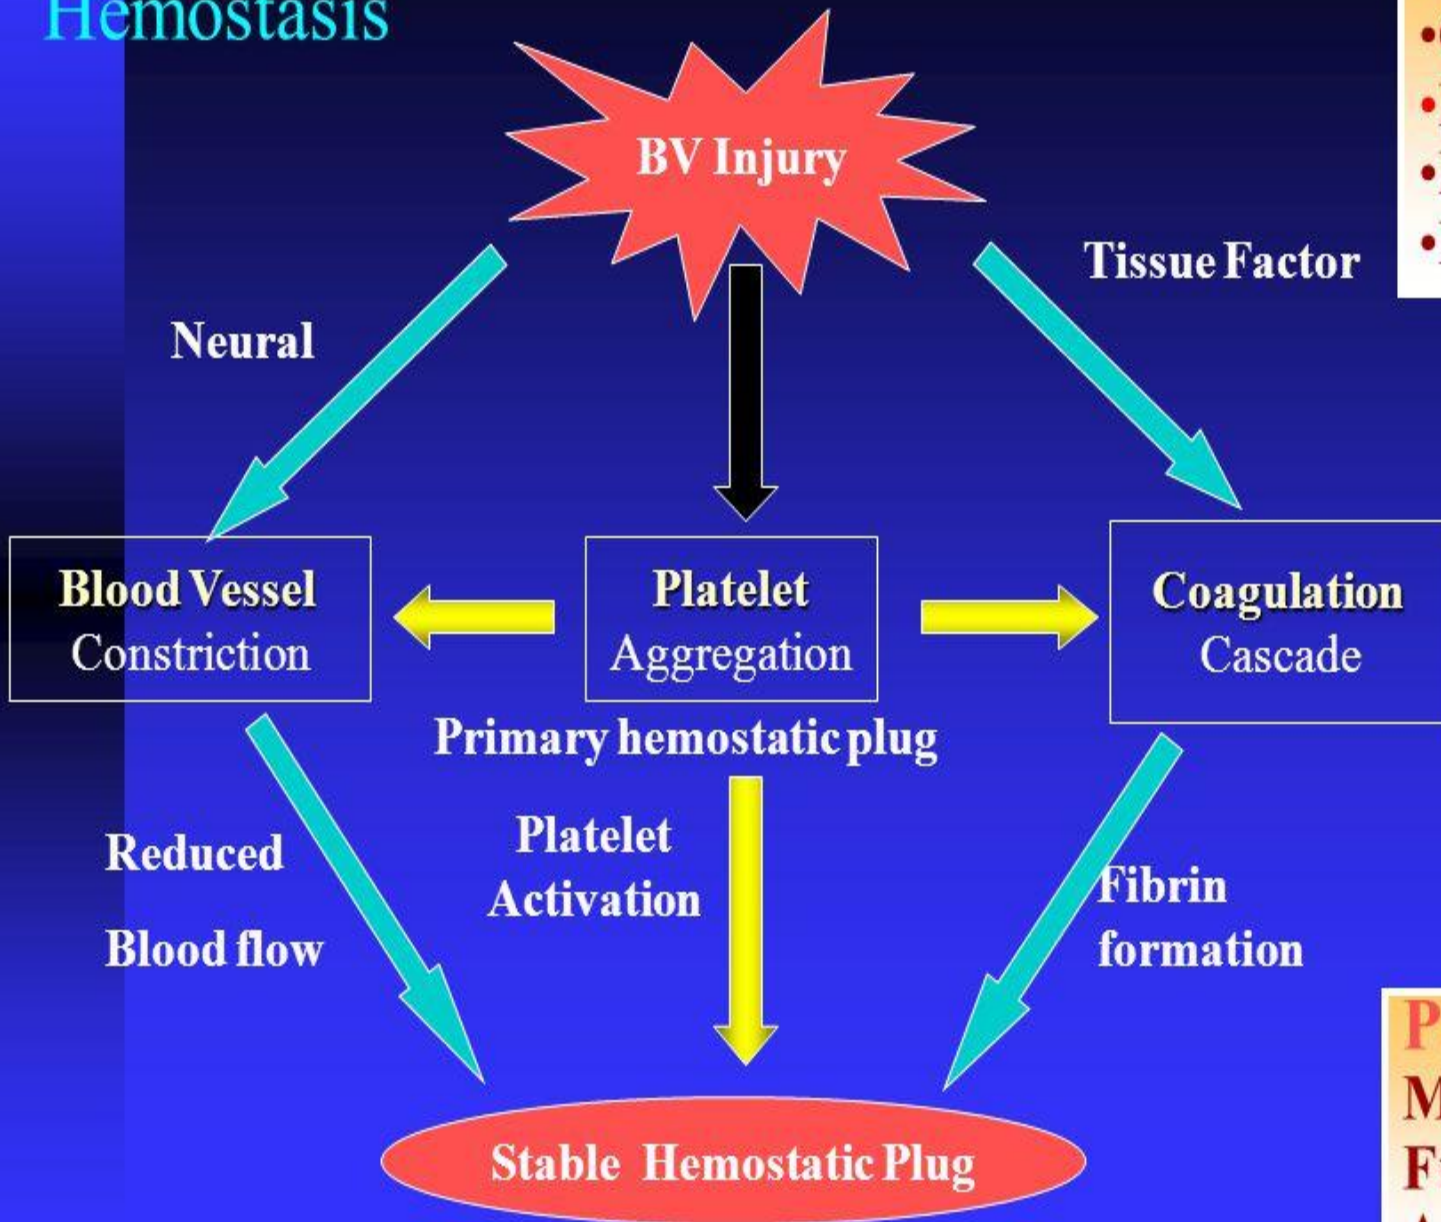 Hemostasis
BV Injury
Tissue Factor
Neural
Blood Vessel
Constriction
Platelet
Aggregation
Coagulation
Cascade
Primary hemostatic plug
Platelet
Activation
Reduced
Blood flow
Fibrin
formation
Stable Hemostatic Plug